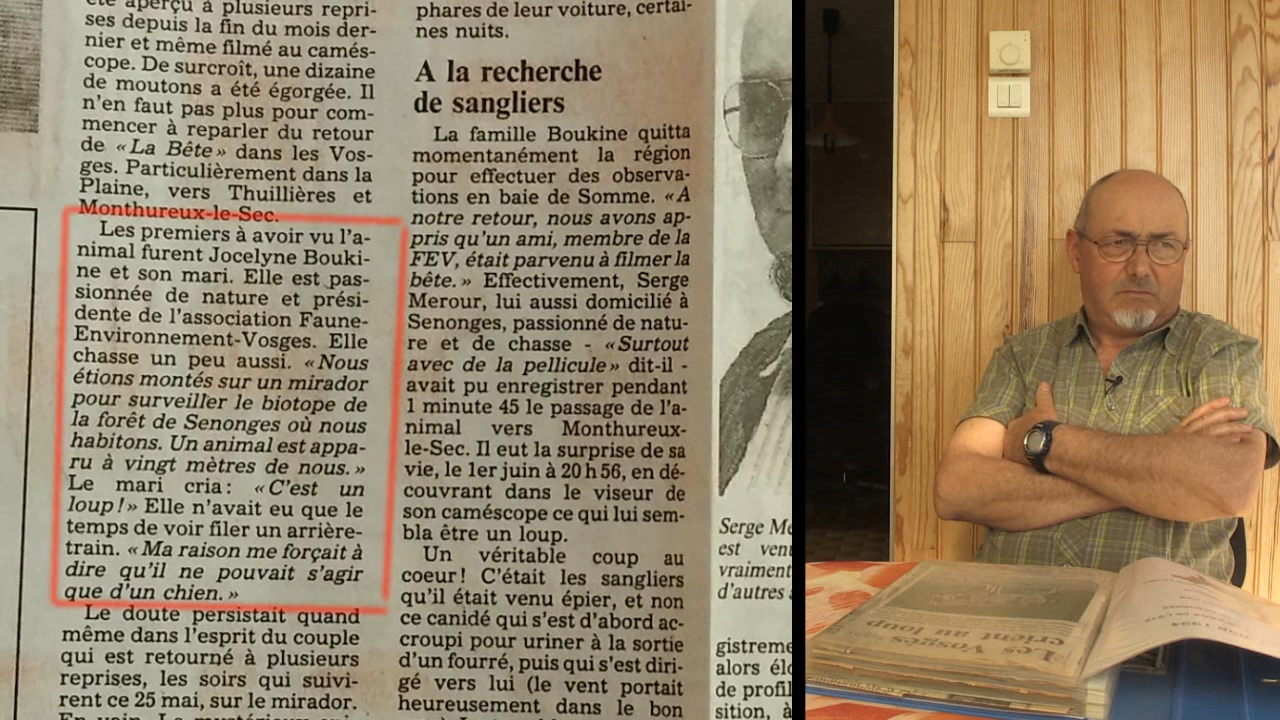 été aperçu à plusieurs repri-
ses depuis la fin du mois der-
nier et même filmé au camés-
cope. De surcroît, une dizaine
de moutons a été égorgée. Il
n'en faut pas plus pour com-
mencer à reparler du retour
de «La Bête» dans les Vos-
ges. Particulièrement dans la
Plaine, vers Thuillières et
Monthureux-le-Sec.
Les premiers à avoir vu l'a-
nimal furent Jocelyne Bouki-
ne et son mari. Elle est pas-
sionnée de nature et prési-
dente de l'association Faune-
Environnement-Vosges. Elle
chasse un peu aussi. «Nous
étions montés sur un mirador
pour surveiller le biotope de
la forêt de Senonges où nous
habitons. Un animal est appa-
ru à vingt mètres de nous.»
Le mari cria: «C'est un
loup!» Elle n'avait eu que le
temps de voir filer un arrière-
train. «Ma raison me forçait à
dire qu'il ne pouvait s'agir
que d'un chien.»
Le doute persistait quand
même dans l'esprit du couple
qui est retourné à plusieurs
reprises, les soirs qui suivi-
rent ce 25 mai, sur le mirador.
phares de leur voiture, certai-
nes nuits.
A la recherche
de sangliers
La famille Boukine quitta
momentanément la région
pour effectuer des observa-
tions en baie de Somme. «A
notre retour, nous avons ap-
pris qu'un ami, membre de la
FEV, était parvenu à filmer la
bête.» Effectivement, Serge
Merour, lui aussi domicilié à
Senonges, passionné de natu-
re et de chasse - «Surtout
avec de la pellicule» dit-il -
avait pu enregistrer pendant
1 minute 45 le passage de l'a-
nimal vers Monthureux-
le-Sec. Il eut la surprise de sa
vie, le 1er juin à 20 h 56, en dé-
couvrant dans le viseur de
son caméscope ce qui lui sem-
bla être un loup.
Un véritable coup au
coeur! C'était les sangliers
qu'il était venu épier, et non
ce canidé qui s'est d'abord ac-
croupi pour uriner à la sortie
d'un fourré, puis qui s'est diri-
gé vers lui (le vent portait
heureusement dans le bon
Serge Me
est venu
vraiment
d'autres
gistreme
alors élo
de profil
sition, à
Les Vosges
crient au loup